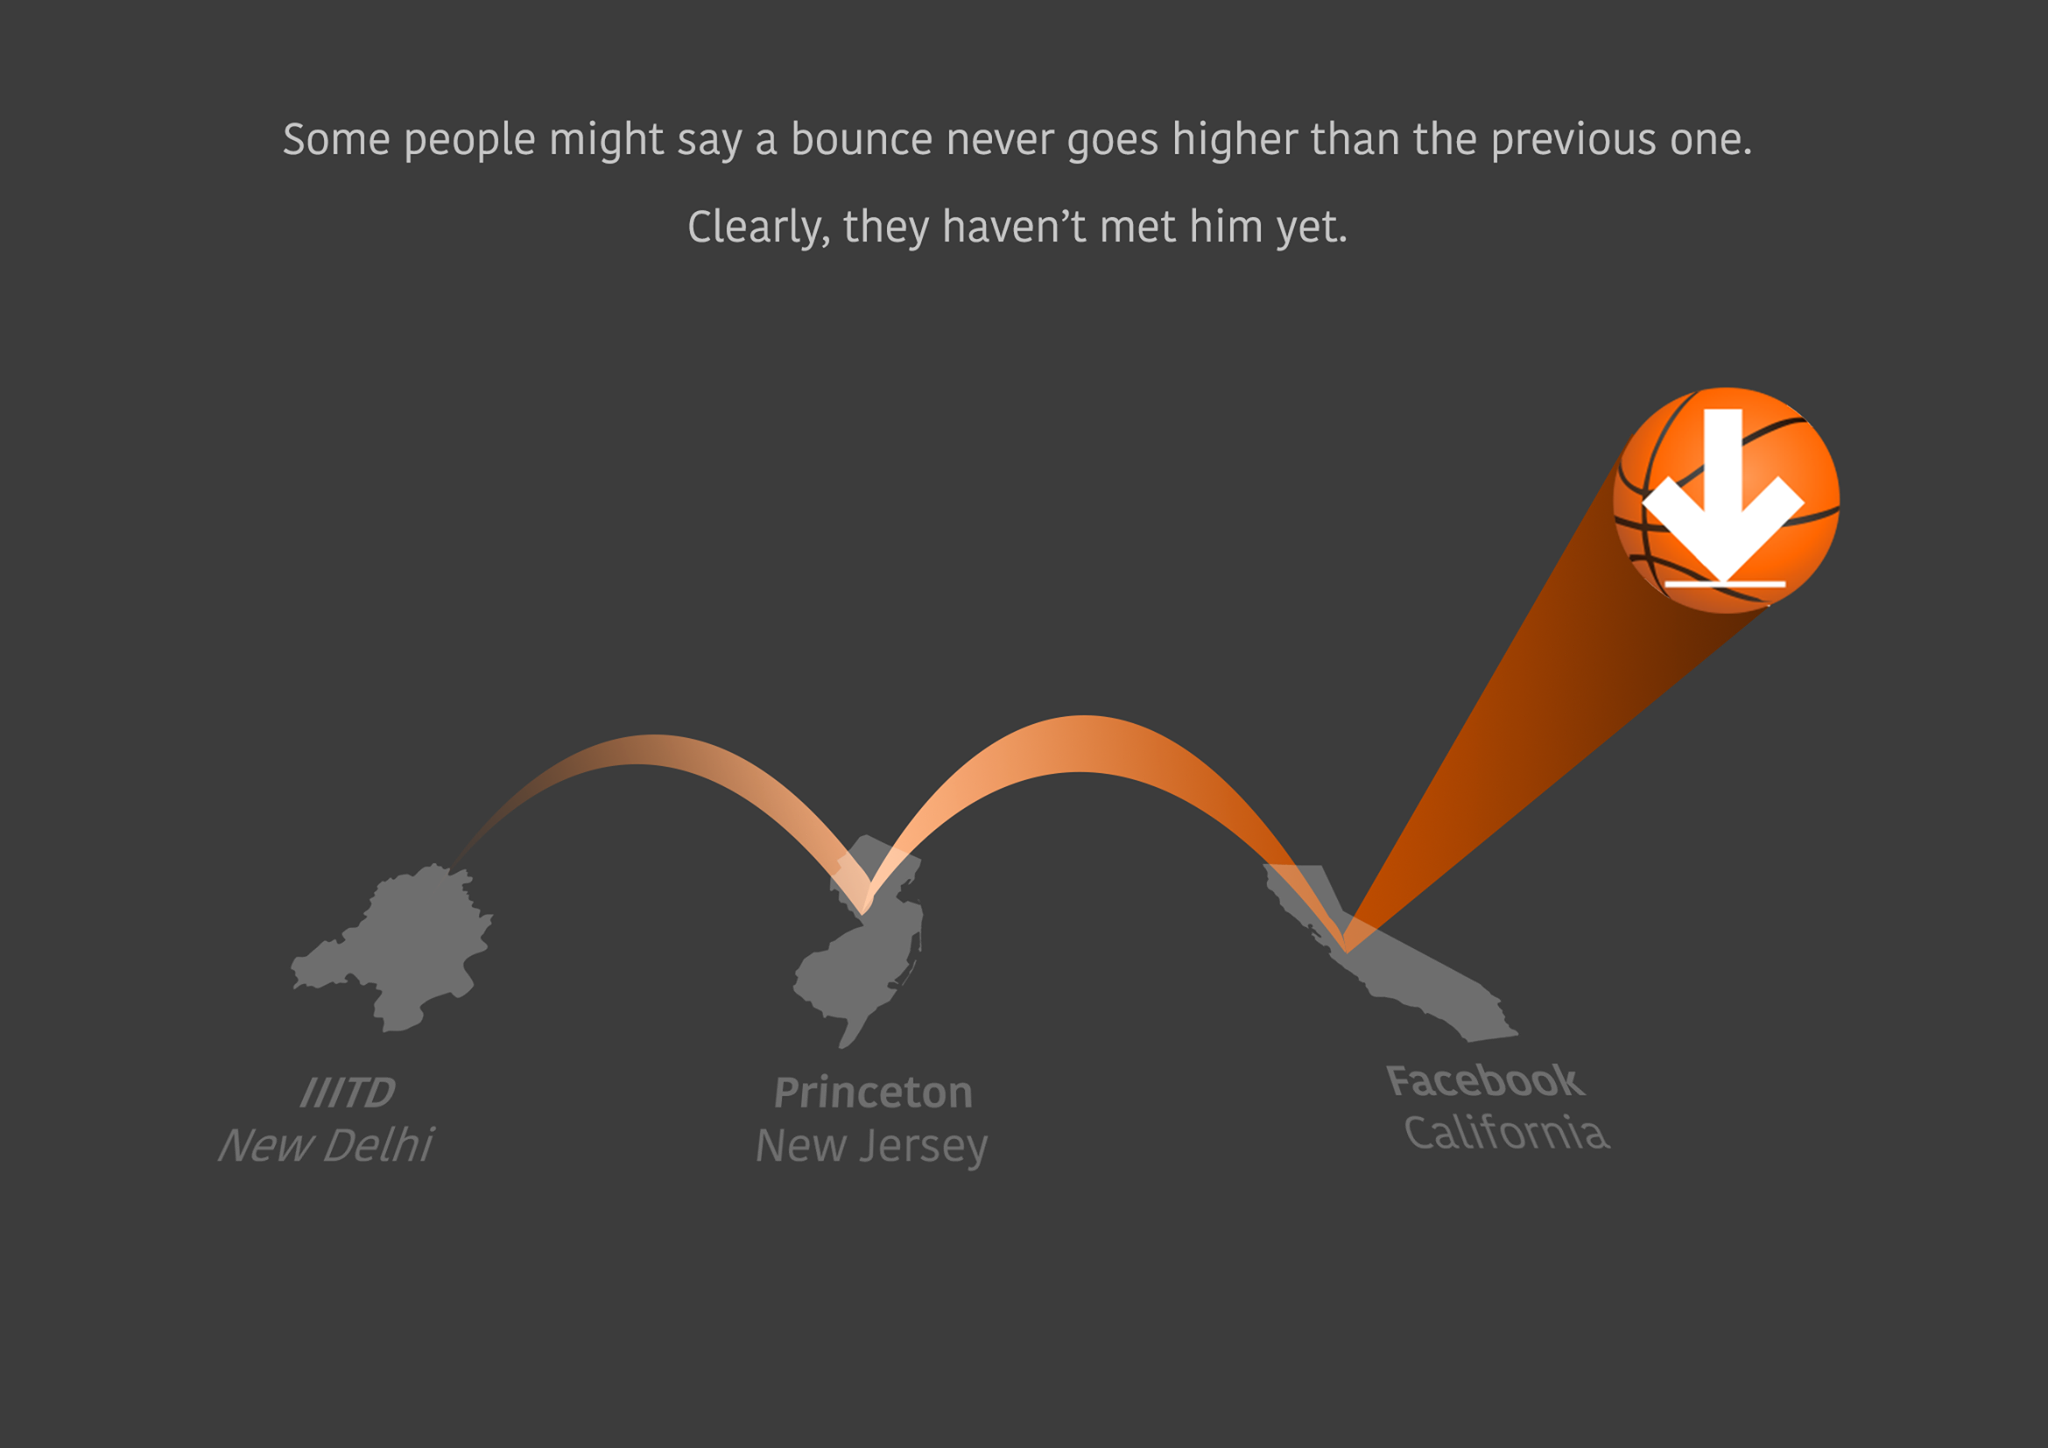 Some people might say a bounce never goes higher than the previous one.
Clearly, they haven’t met him yet.
IIITD
New Delhi
Princeton
New Jersey
Facebook
California